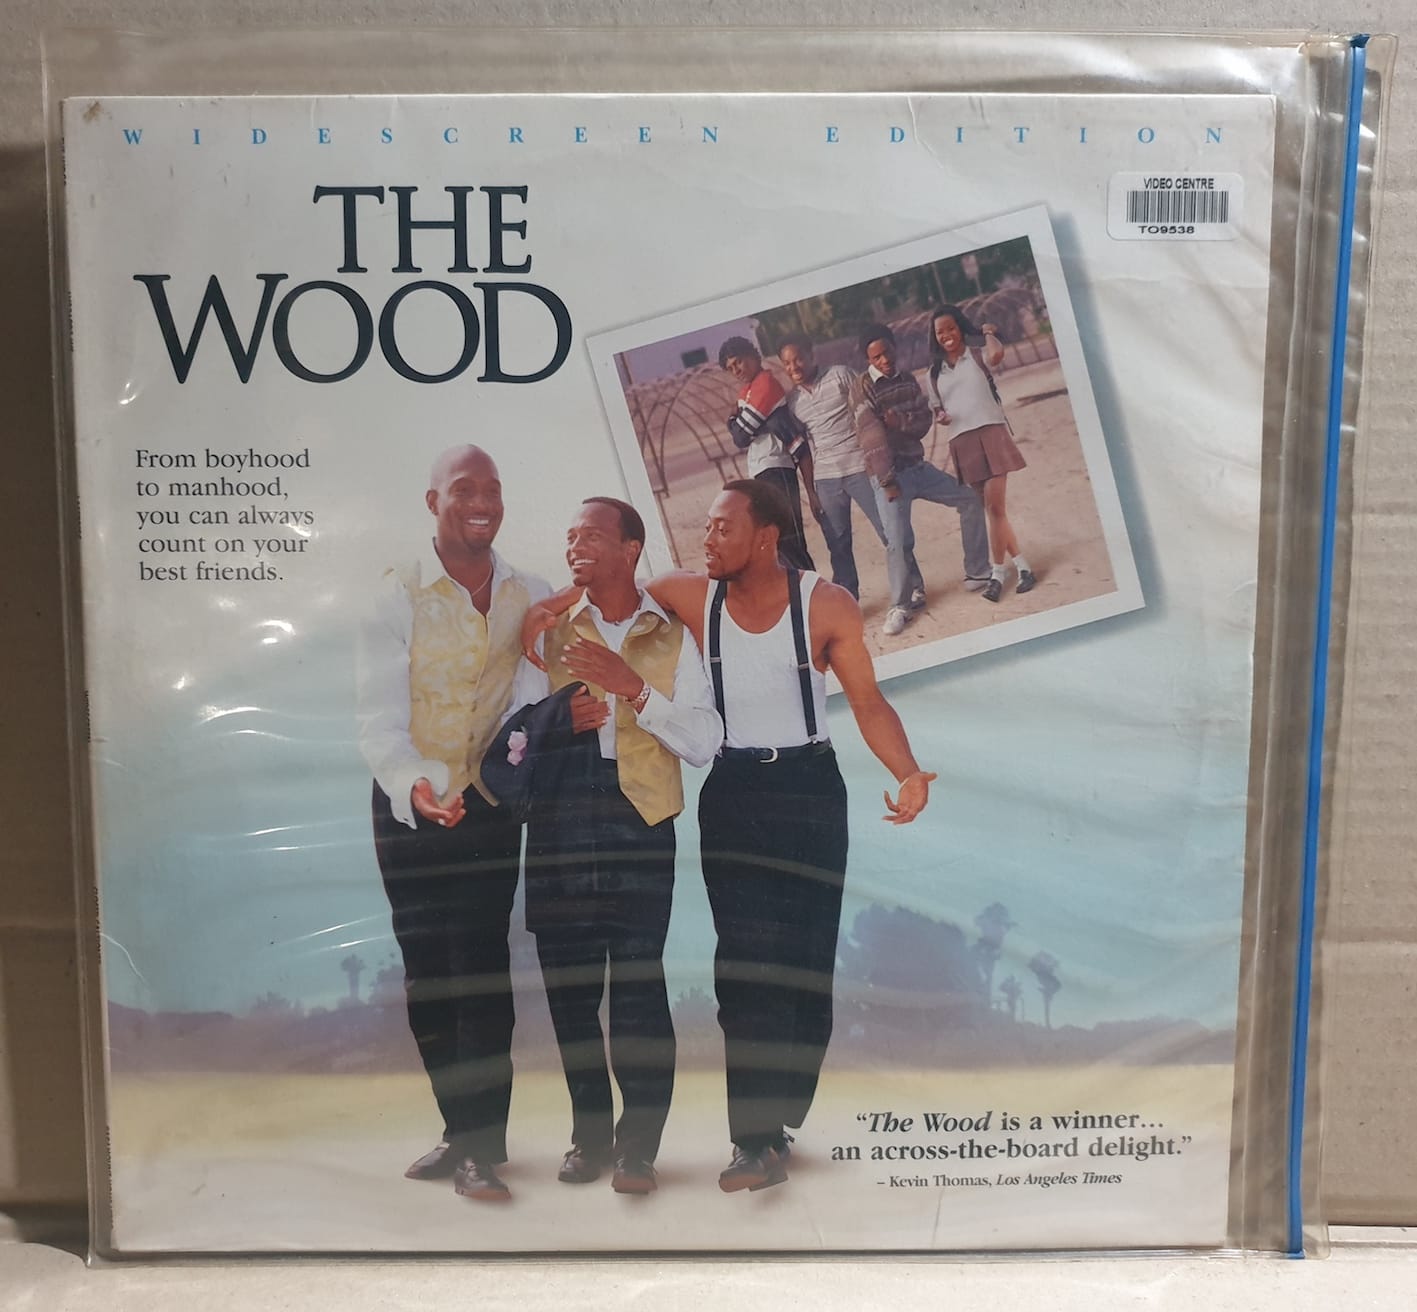 WIDESCREEN EDITION
VIDEO CENTRE
TO9538
THE
WOOD
From boyhood
to manhood,
you can always
count on your
best friends.
“The Wood is a winner...
an across-the-board delight.”
– Kevin Thomas, Los Angeles Times